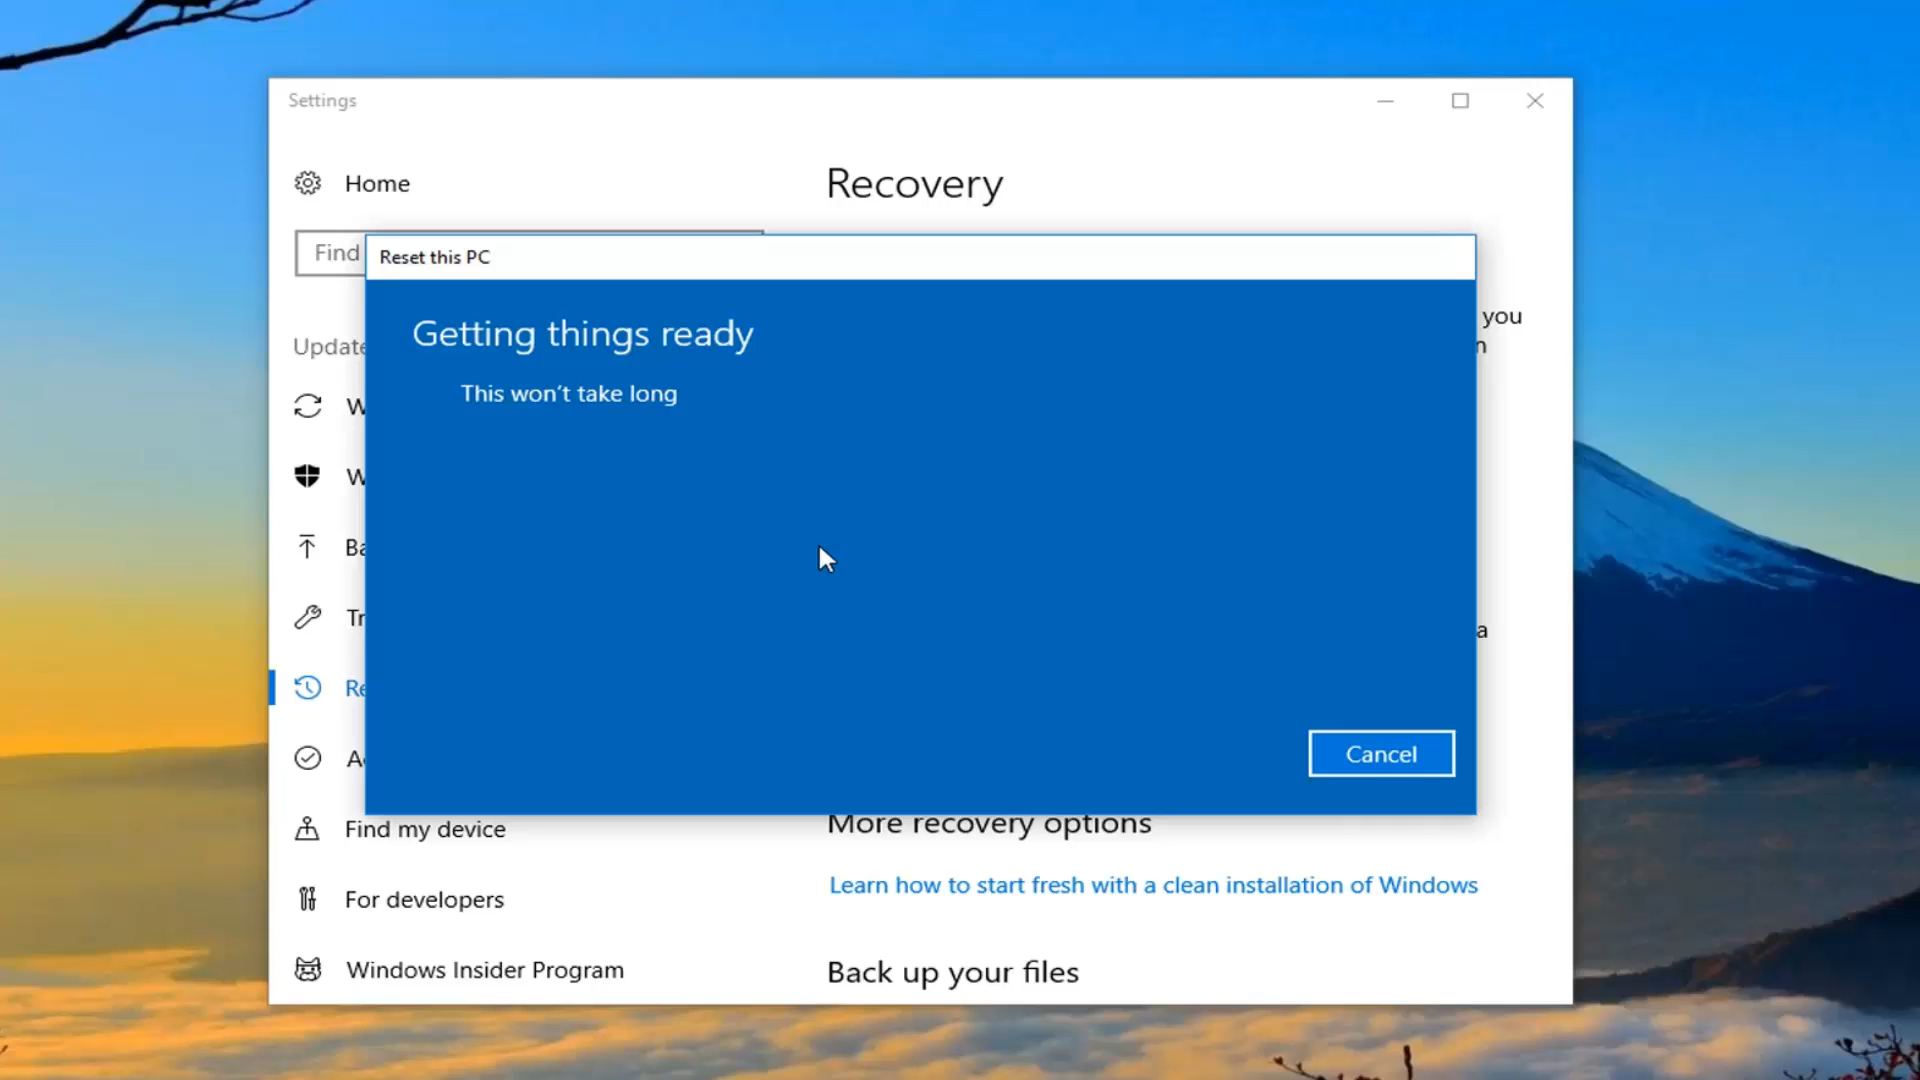 Settings
Home
Recovery
Find
Reset this PC
Getting things ready
This won't take long
you
Update
Cancel
More recovery options
Find my device
Learn how to start fresh with a clean installation of Windows
For developers
Windows Insider Program
Back up your files